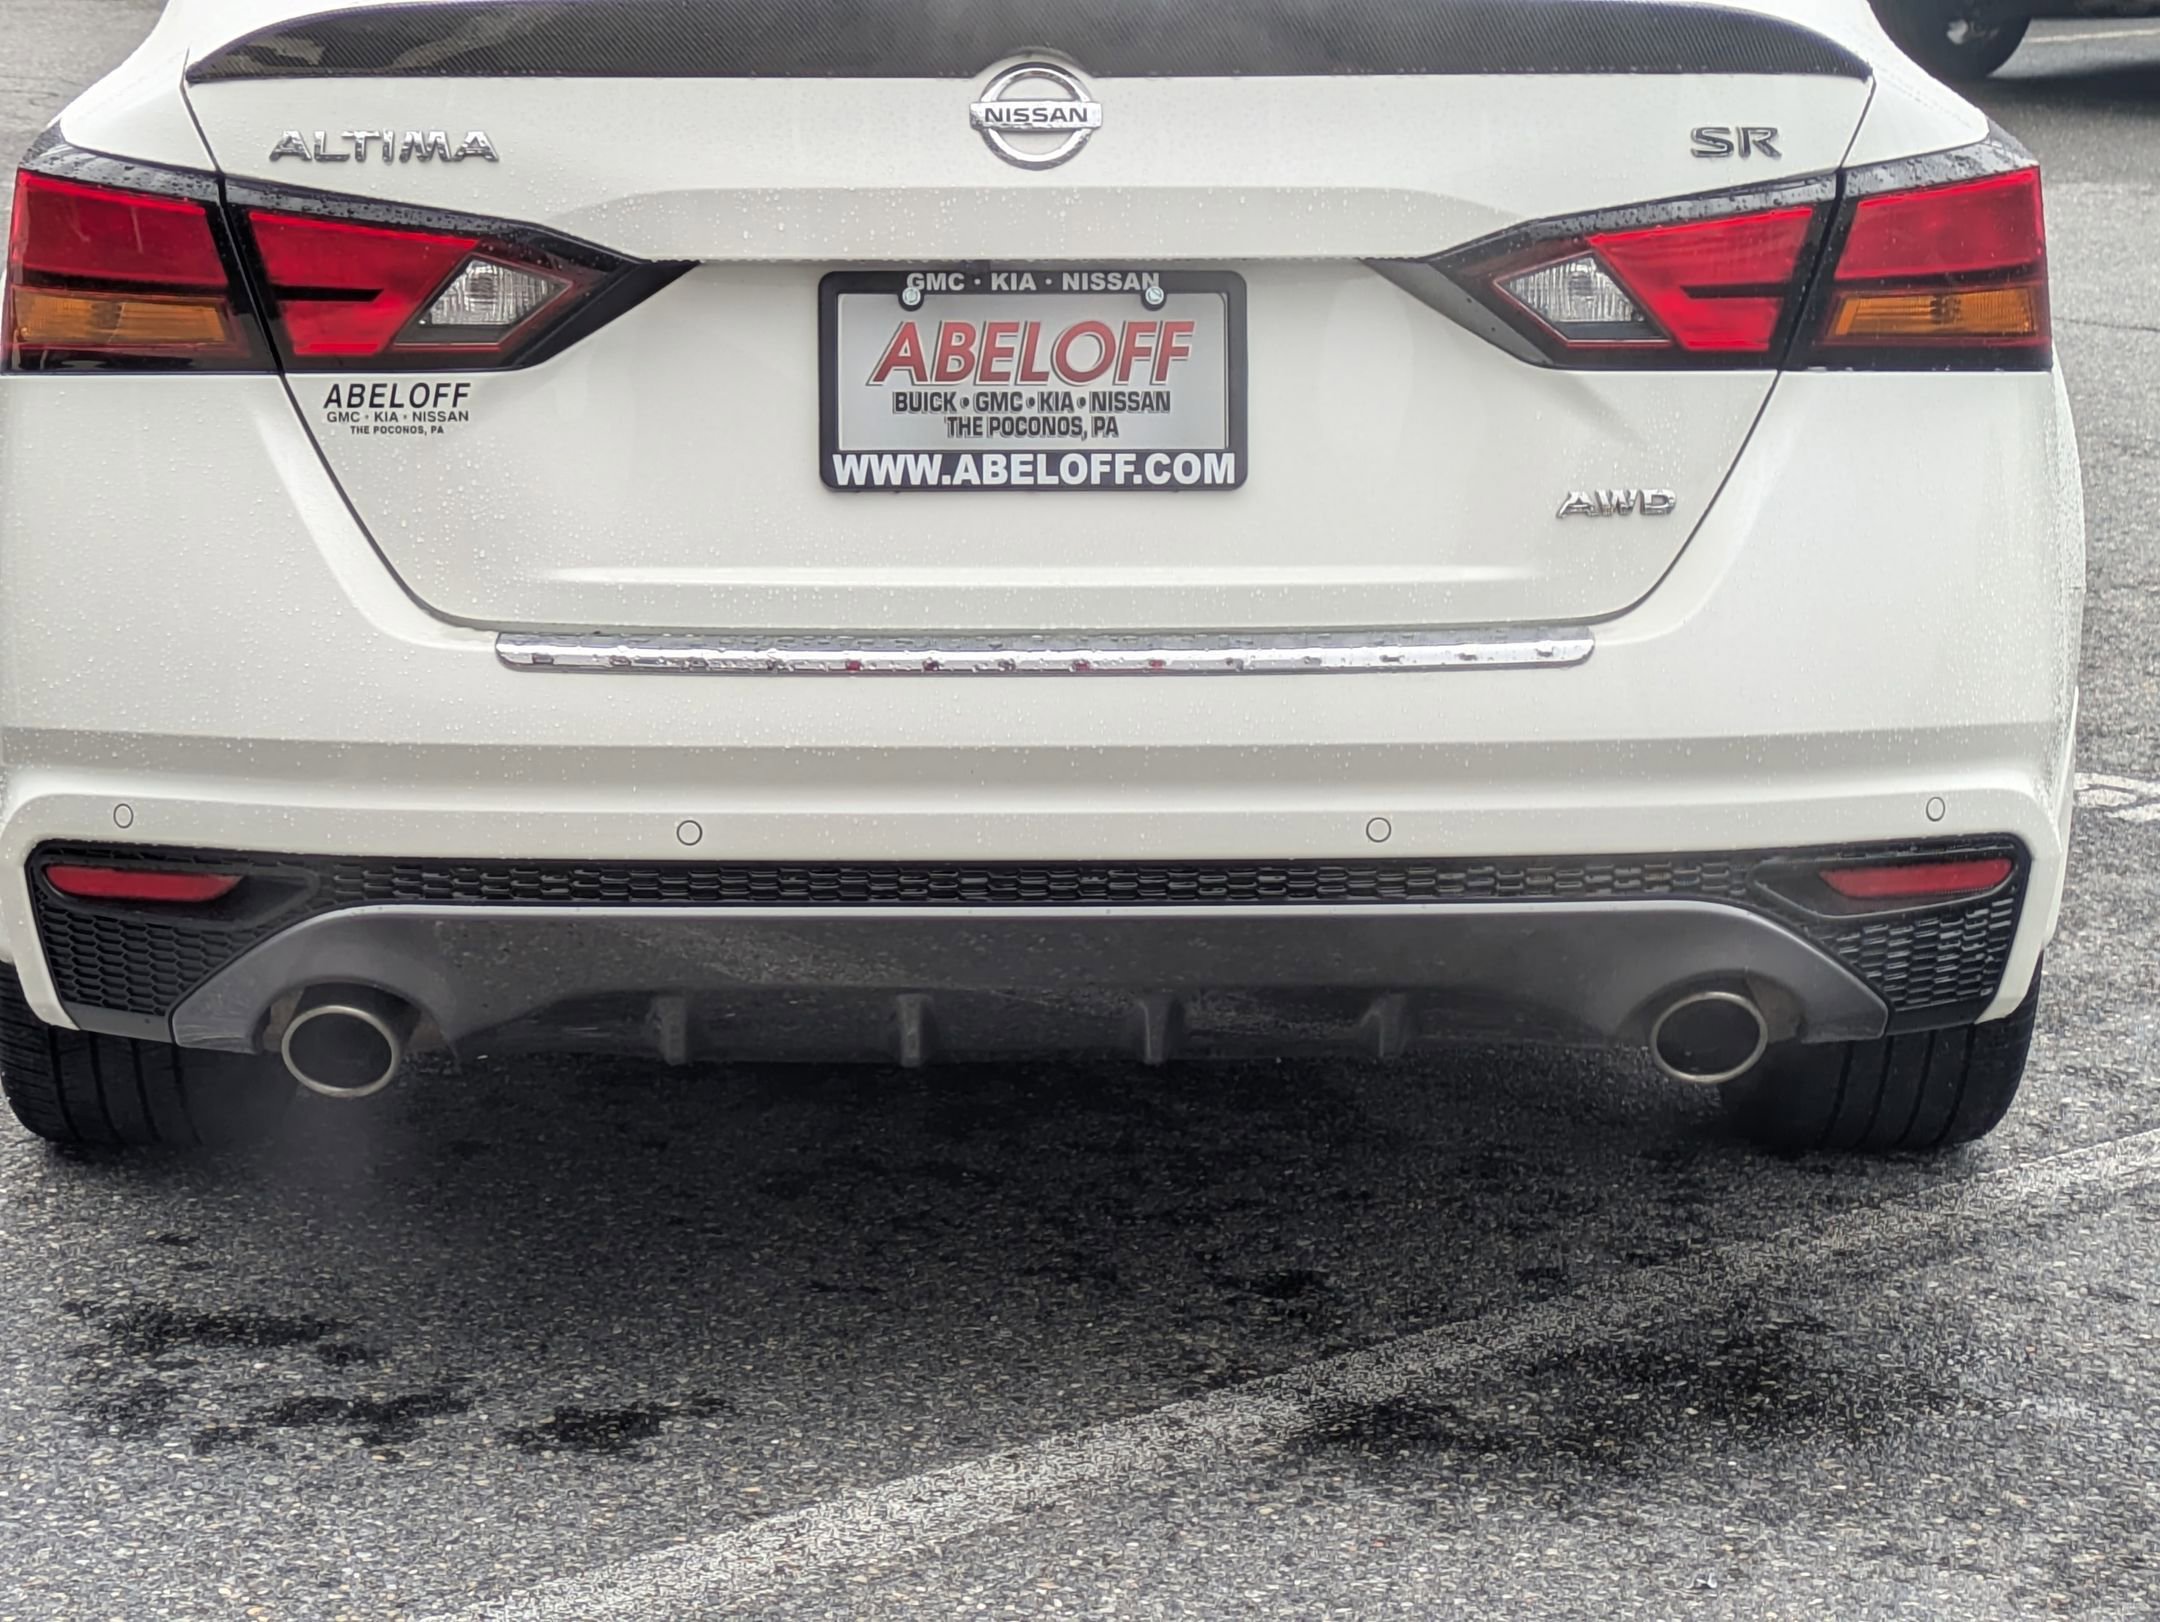 NISSAN
ALTIMA
SR
GMC · KIA · NISSAN
ABELOFF
BUICK • GMC • KIA • NISSAN
THE POCONOS, PA
WWW.ABELOFF.COM
ABELOFF
GMC • KIA • NISSAN
THE POCONOS, PA
AWD